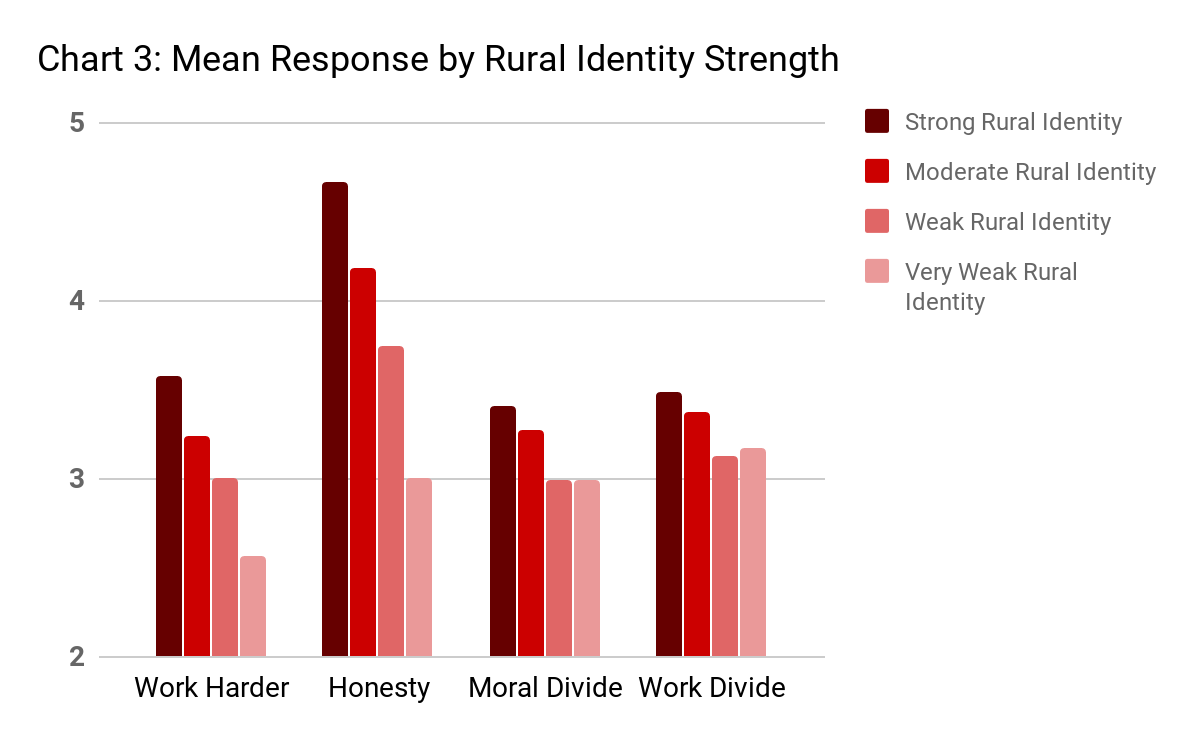 Chart 3: Mean Response by Rural Identity Strength
5
4
3
2
Work Harder
Honesty
Moral Divide
Work Divide
Strong Rural Identity
Moderate Rural Identity
Weak Rural Identity
Very Weak Rural
Identity